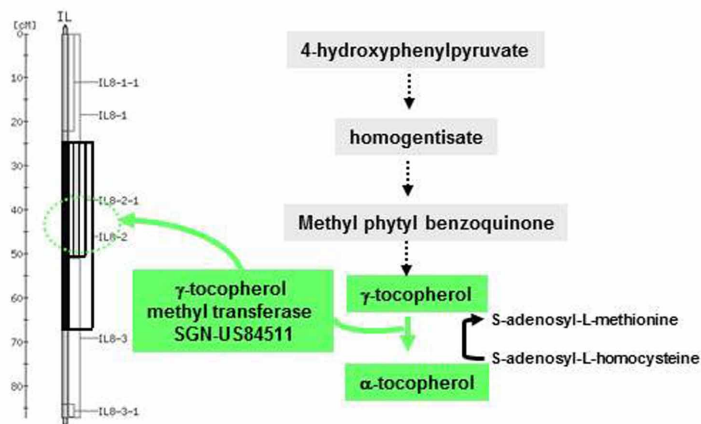 IL
[cM]
0
10
20
30
40
50
60
70
80
IL8-1-1
IL8-1
IL8-2-1
IL8-2
IL8-3
IL8-3-1
4-hydroxyphenylpyruvate
homogentisate
Methyl phytyl benzoquinone
γ-tocopherol
methyl transferase
SGN-US84511
γ-tocopherol
S-adenosyl-L-methionine
S-adenosyl-L-homocysteine
α-tocopherol